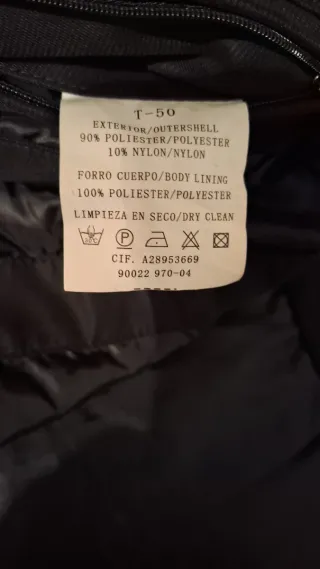 T-50
EXTERIOR/OUTERSHELL
90% POLIESTER/POLYESTER
10% NYLON/NYLON
FORRO CUERPO/BODY LINING
100% POLIESTER/POLYESTER
LIMPIEZA EN SECO/DRY CLEAN
P
CIF. A28953669
90022 970-04